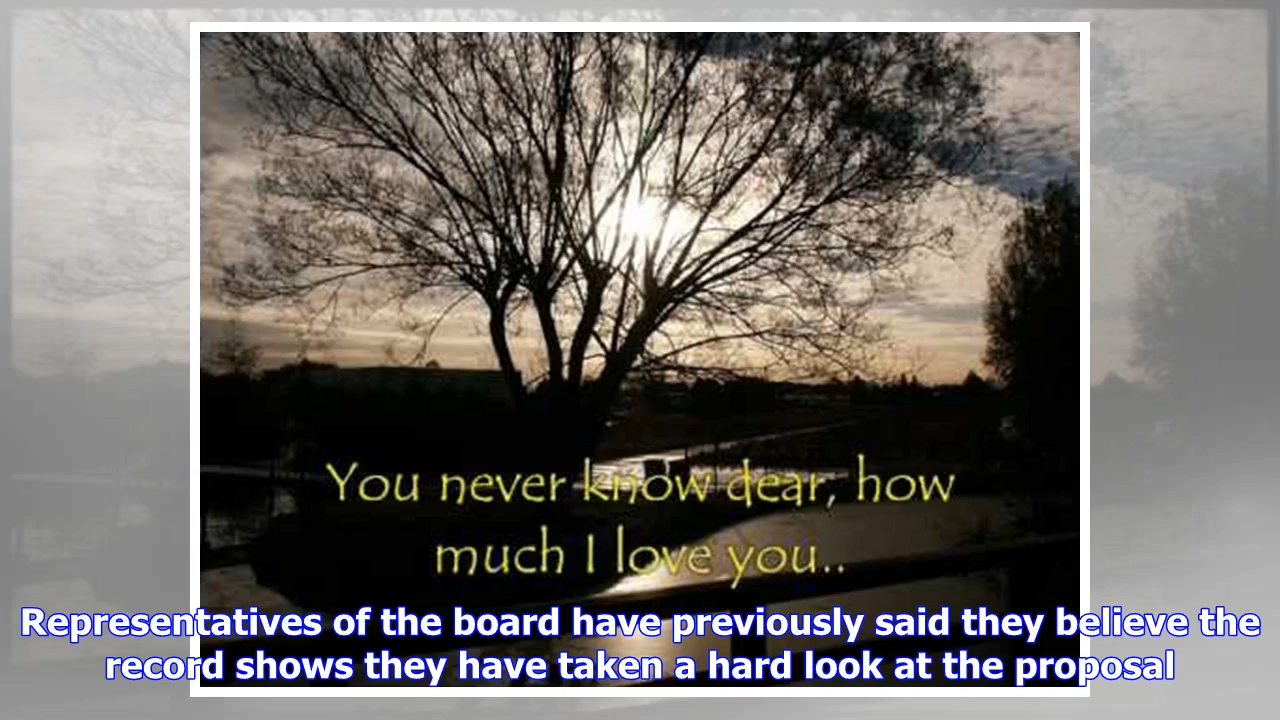 You never know dear, how
much I love you..
Representatives of the board have previously said they believe the
record shows they have taken a hard look at the proposal